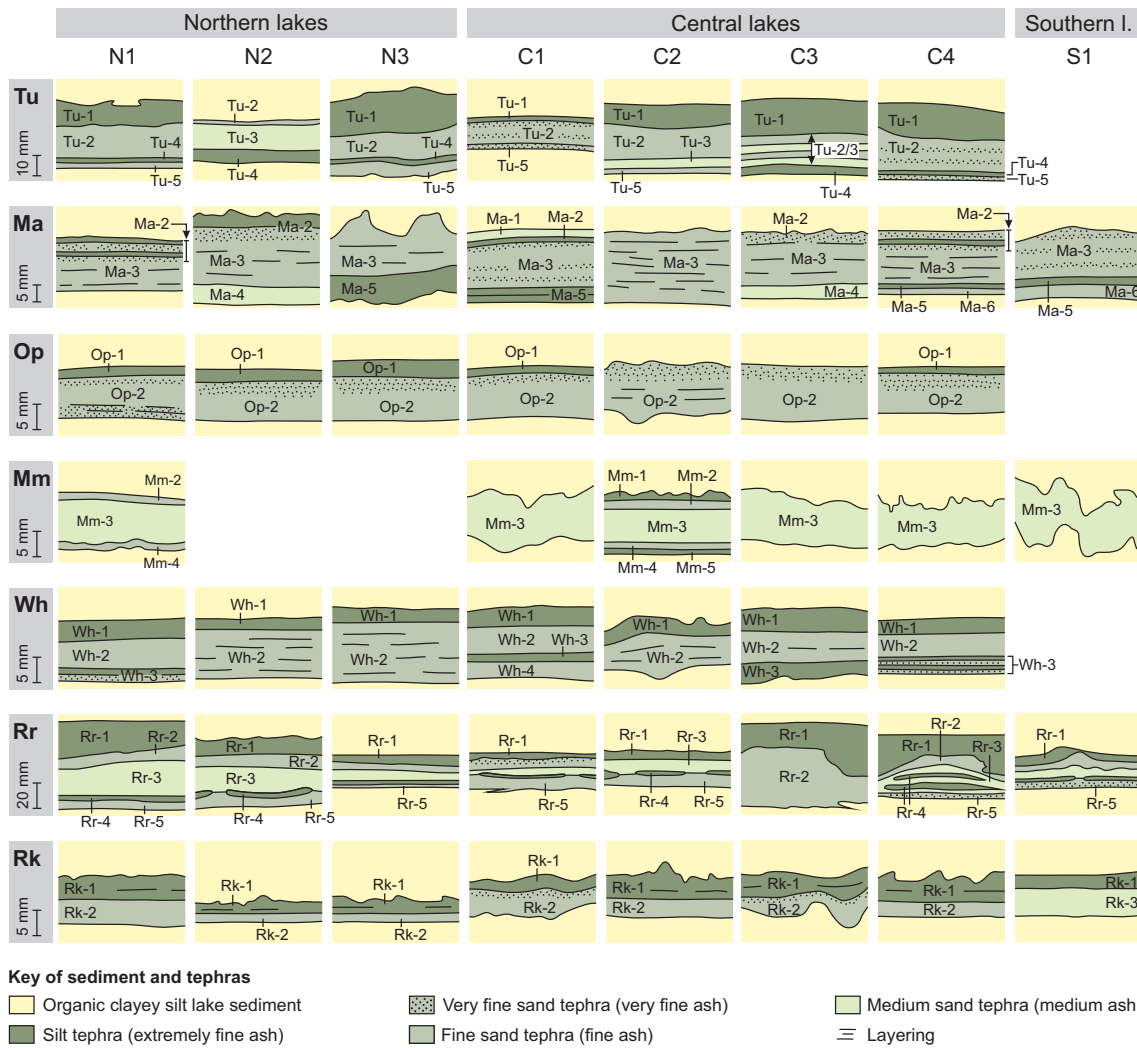 Northern lakes Central lakes Southern l.
N1 N2 N3 C1 C2 C3 C4 S1
Tu
10 mm
Tu-1
Tu-2
Tu-4
Tu-5
Tu-2
Tu-3
Tu-4
Tu-1
Tu-2
Tu-4
Tu-5
Tu-1
Tu-2
Tu-5
Tu-1
Tu-2
Tu-3
Tu-5
Tu-1
Tu-2/3
Tu-4
Tu-1
Tu-2
Tu-4
Tu-5
Ma
5 mm
Ma-2
Ma-3
Ma-2
Ma-3
Ma-4
Ma-3
Ma-5
Ma-1
Ma-2
Ma-3
Ma-5
Ma-3
Ma-2
Ma-3
Ma-4
Ma-2
Ma-3
Ma-5
Ma-6
Ma-3
Ma-6
Ma-5
Op
5 mm
Op-1
Op-2
Op-1
Op-2
Op-1
Op-2
Op-1
Op-2
Op-2
Op-2
Op-1
Op-2
Mm
5 mm
Mm-2
Mm-3
Mm-4
Mm-3
Mm-1
Mm-2
Mm-3
Mm-4
Mm-5
Mm-3
Mm-3
Mm-3
Wh
5 mm
Wh-1
Wh-2
Wh-3
Wh-1
Wh-2
Wh-1
Wh-2
Wh-1
Wh-2
Wh-3
Wh-4
Wh-1
Wh-2
Wh-1
Wh-2
Wh-3
Wh-1
Wh-2
Wh-3
Rr
20 mm
Rr-1
Rr-2
Rr-3
Rr-4
Rr-5
Rr-1
Rr-2
Rr-3
Rr-4
Rr-5
Rr-1
Rr-5
Rr-1
Rr-5
Rr-1
Rr-3
Rr-4
Rr-5
Rr-1
Rr-2
Rr-2
Rr-1
Rr-3
Rr-4
Rr-5
Rr-1
Rr-5
Rk
5 mm
Rk-1
Rk-2
Rk-1
Rk-2
Rk-1
Rk-2
Rk-1
Rk-2
Rk-1
Rk-2
Rk-1
Rk-2
Rk-1
Rk-2
Rk-1
Rk-3
Key of sediment and tephras
Organic clayey silt lake sediment
Very fine sand tephra (very fine ash)
Medium sand tephra (medium ash
Silt tephra (extremely fine ash)
Fine sand tephra (fine ash)
Layering